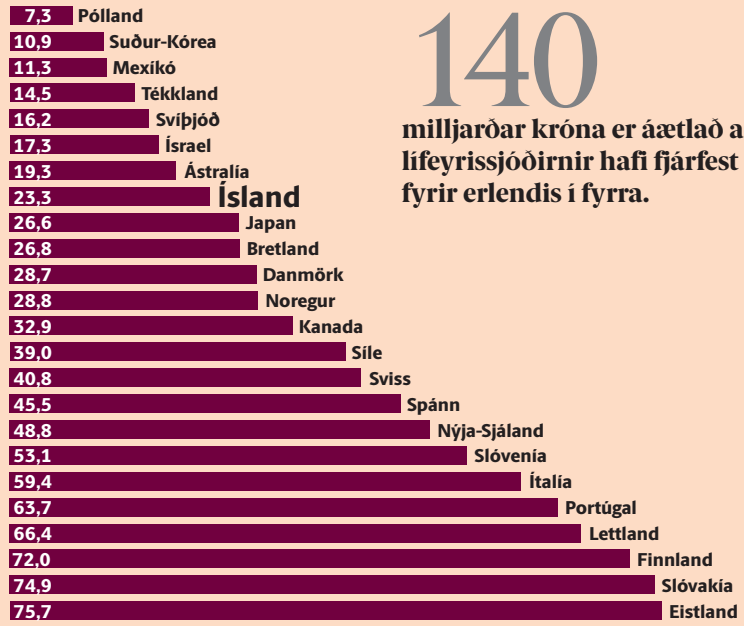 7,3 Pólland
10,9 Suður-Kórea
11,3 Mexíkó
14,5 Tékkland
16,2 Svíþjóð
17,3 Ísrael
19,3 Ástralía
23,3 Ísland
26,6 Japan
26,8 Bretland
28,7 Danmörk
28,8 Noregur
32,9 Kanada
39,0 Síle
40,8 Sviss
45,5 Spánn
48,8 Nýja-Sjáland
53,1 Slóvenía
59,4 Ítalía
63,7 Portúgal
66,4 Lettland
72,0 Finnland
74,9 Slóvakía
75,7 Eistland
140
milljarðar króna er áætlað a
lífeyrissjóðirnir hafi fjárfest
fyrir erlendis í fyrra.